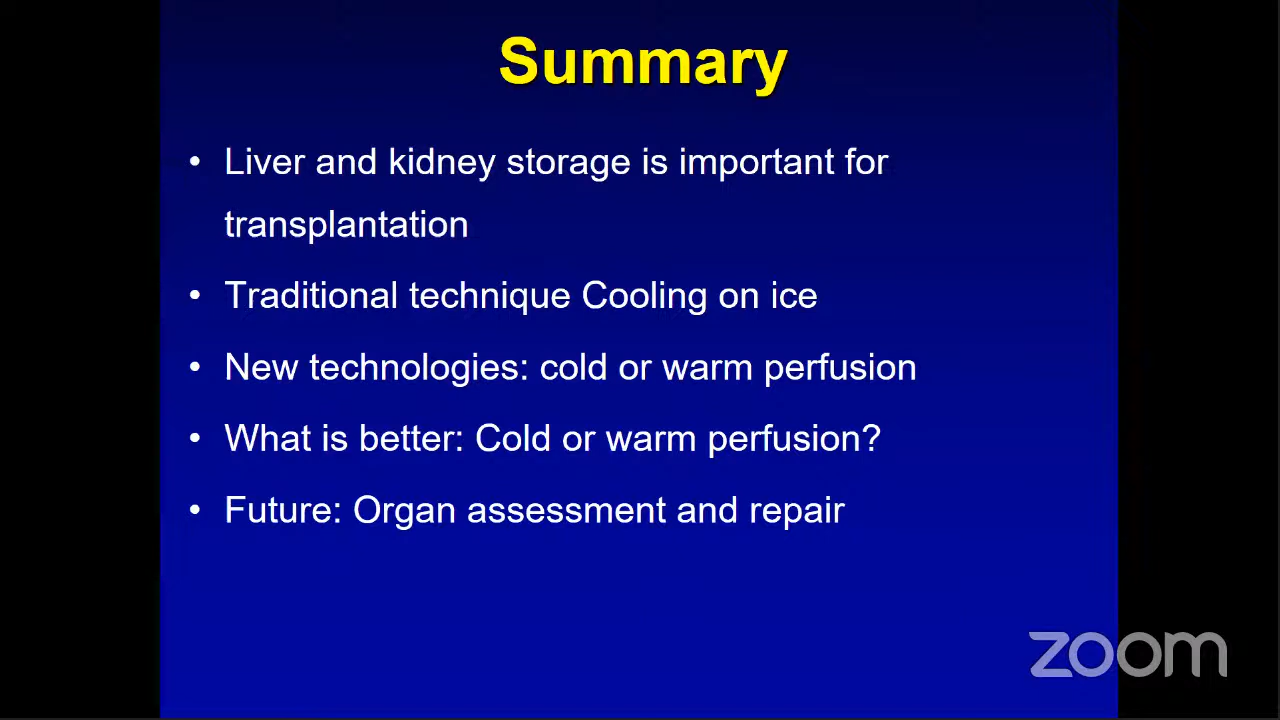 Summary
• Liver and kidney storage is important for
transplantation
• Traditional technique Cooling on ice
• New technologies: cold or warm perfusion
• What is better: Cold or warm perfusion?
• Future: Organ assessment and repair
zoom